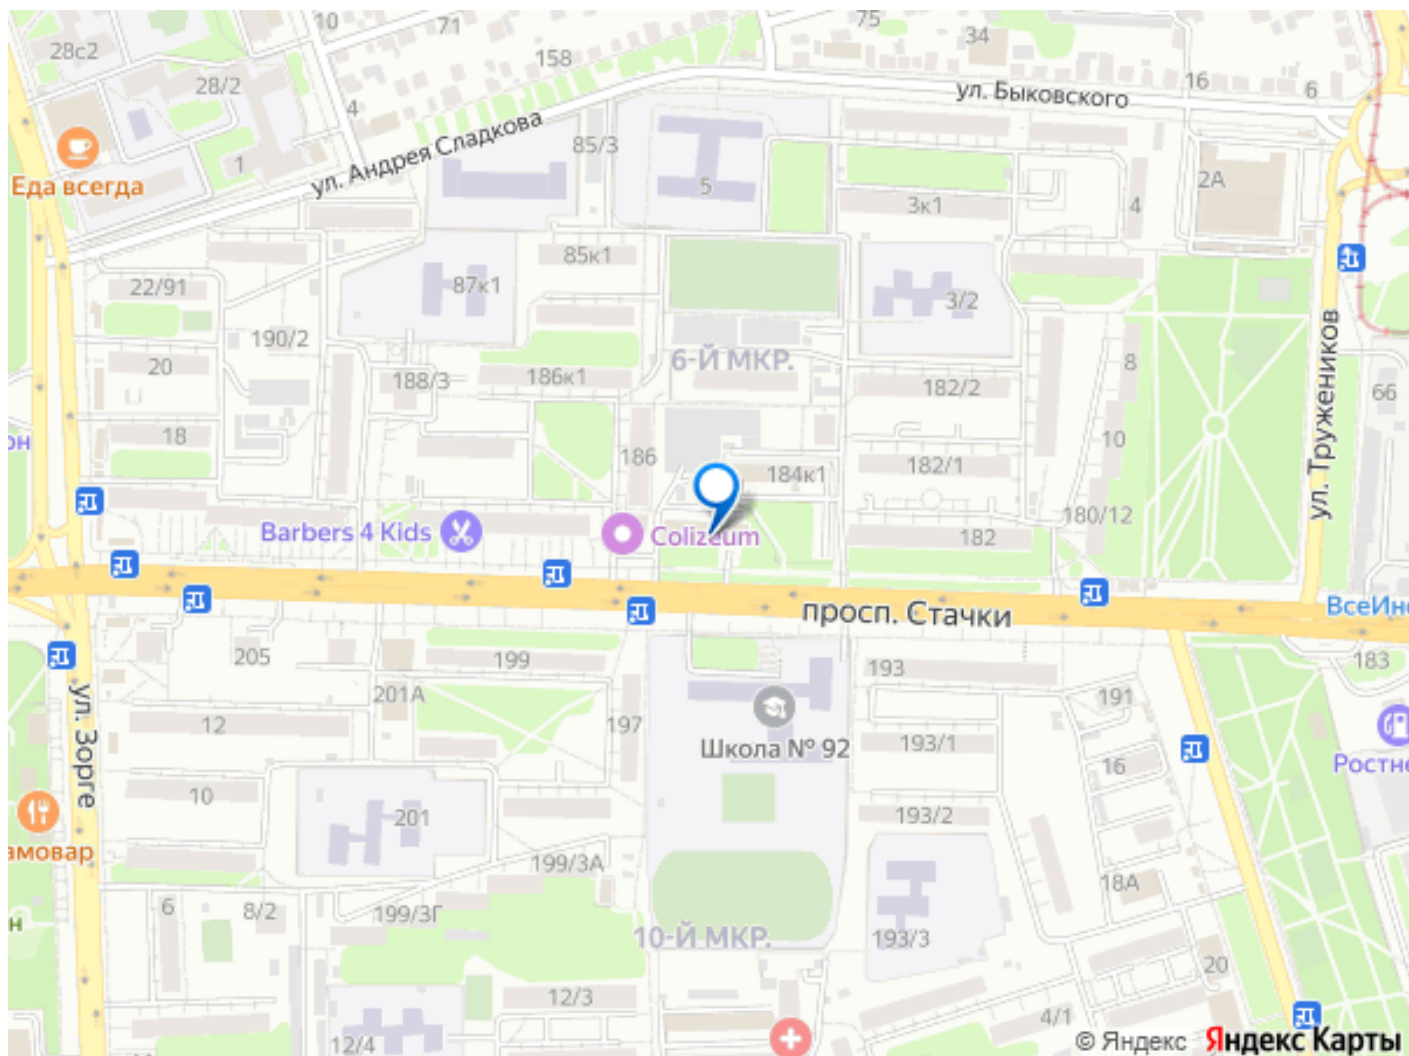 10
71
75
34
28с2
158
28/2
16
6
ул. Быковского
4
85/3
ул. Андрея Сладкова
1
Еда всегда
5
2А
3к1
4
85к1
22/91
87к1
3/2
190/2
6-Й МКР.
ул. Тружеников
20
188/3
186к1
182/2
8
66
18
он
186
184к1
182/1
10
180/12
Barbers 4 Kids
Colizeum
182
просп. Стачки
ВсеИнс
205
199
193
183
201А
191
ул. Зорге
12
197
Школа № 92
193/1
16
Ростне
10
201
193/2
амовар
199/3А
18А
6
8/2
199/3Г
н
10-Й МКР.
193/3
20
12/3
4/1
12/4
© Яндекс Яндекс Карты